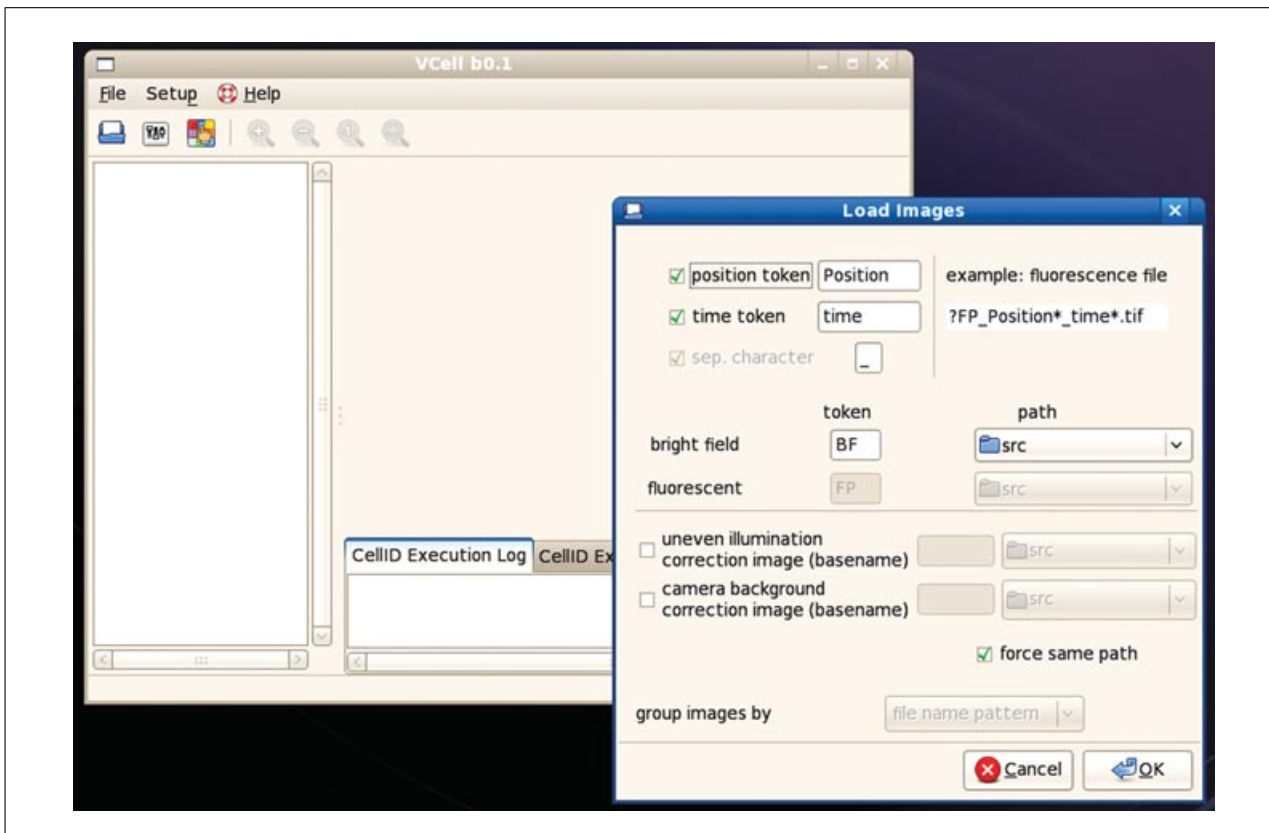 VCell b0.1
File Setup Help
CellID Execution Log CellID Ex
Load Images
position token Position
example: fluorescence file
time token time
?FP_Position*_time*.tif
sep. character _
token path
bright field BF src
fluorescent FP src
uneven illumination
correction image (basename) src
camera background
correction image (basename) src
force same path
group images by file name pattern
Cancel OK